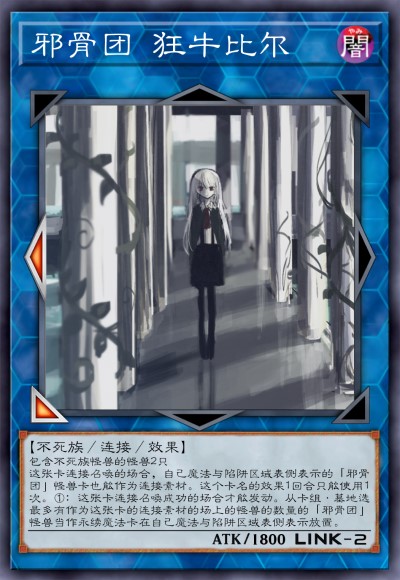 邪骨团 狂牛比尔
やみ
闇
【不死族／连接／效果】
包含不死族怪兽的怪兽2只
这张卡连接召唤的场合，自己魔法与陷阱区域表侧表示的「邪骨
团」怪兽卡也能作为连接素材。这个卡名的效果1回合只能使用1
次。①：这张卡连接召唤成功的场合才能发动。从卡组·墓地选
最多有作为这张卡的连接素材的场上的怪兽的数量的「邪骨团」
怪兽当作永续魔法卡在自己魔法与陷阱区域表侧表示放置。
ATK/1800 LINK-2